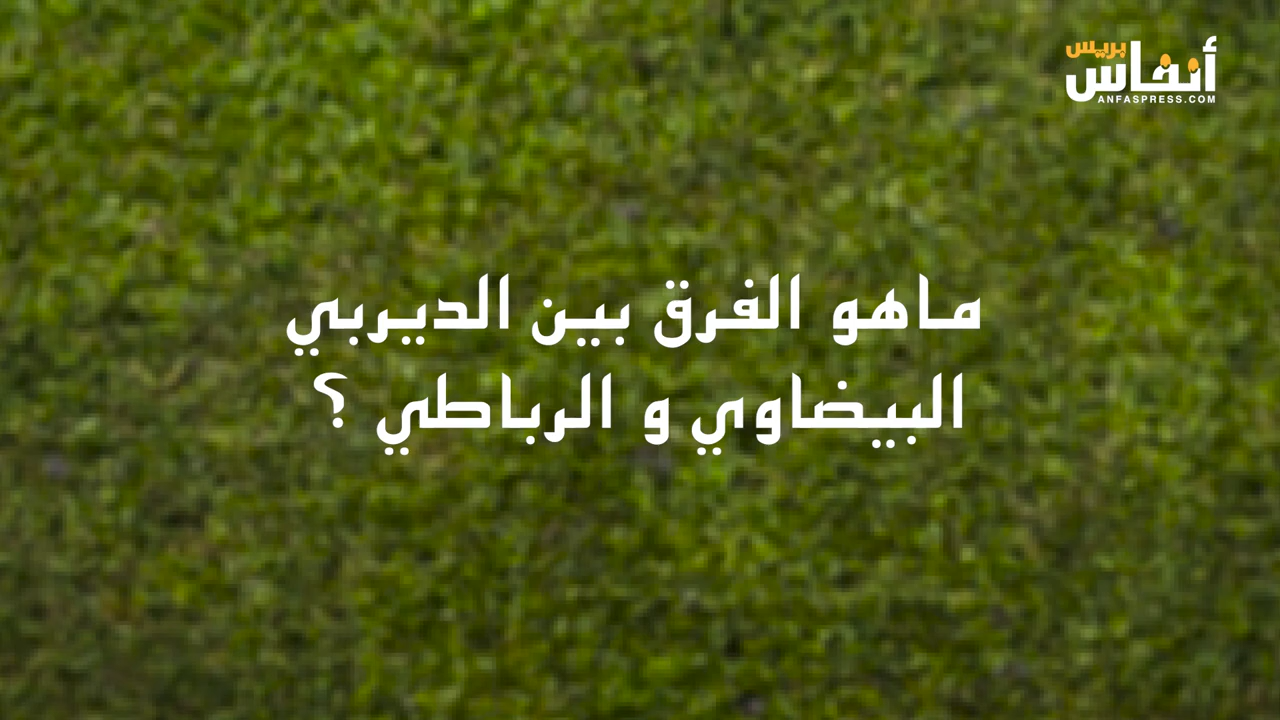 بريس
أنفاس
ANFASPRESS.COM
ماهو الفرق بين الديربي
البيضاوي و الرباطي ؟